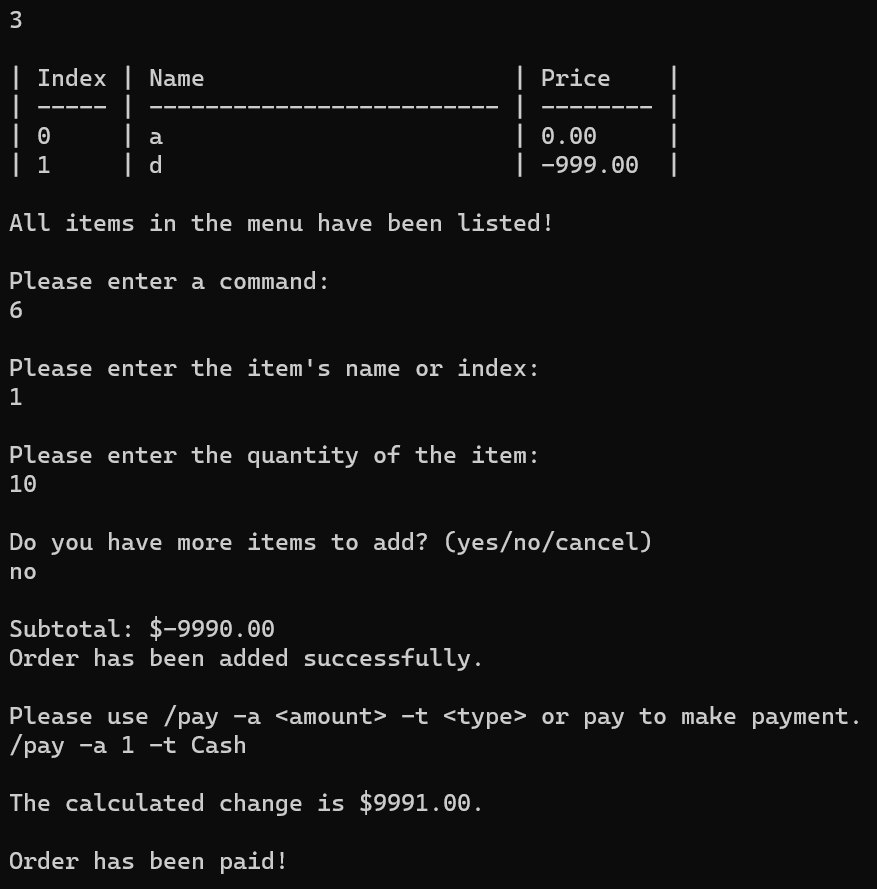 3
| Index | Name                     | Price    |
| ----- | ------------------------- | -------- |
| 0     | a                         | 0.00     |
| 1     | d                         | -999.00  |
All items in the menu have been listed!
Please enter a command:
6
Please enter the item's name or index:
1
Please enter the quantity of the item:
10
Do you have more items to add? (yes/no/cancel)
no
Subtotal: $-9990.00
Order has been added successfully.
Please use /pay -a <amount> -t <type> or pay to make payment.
/pay -a 1 -t Cash
The calculated change is $9991.00.
Order has been paid!